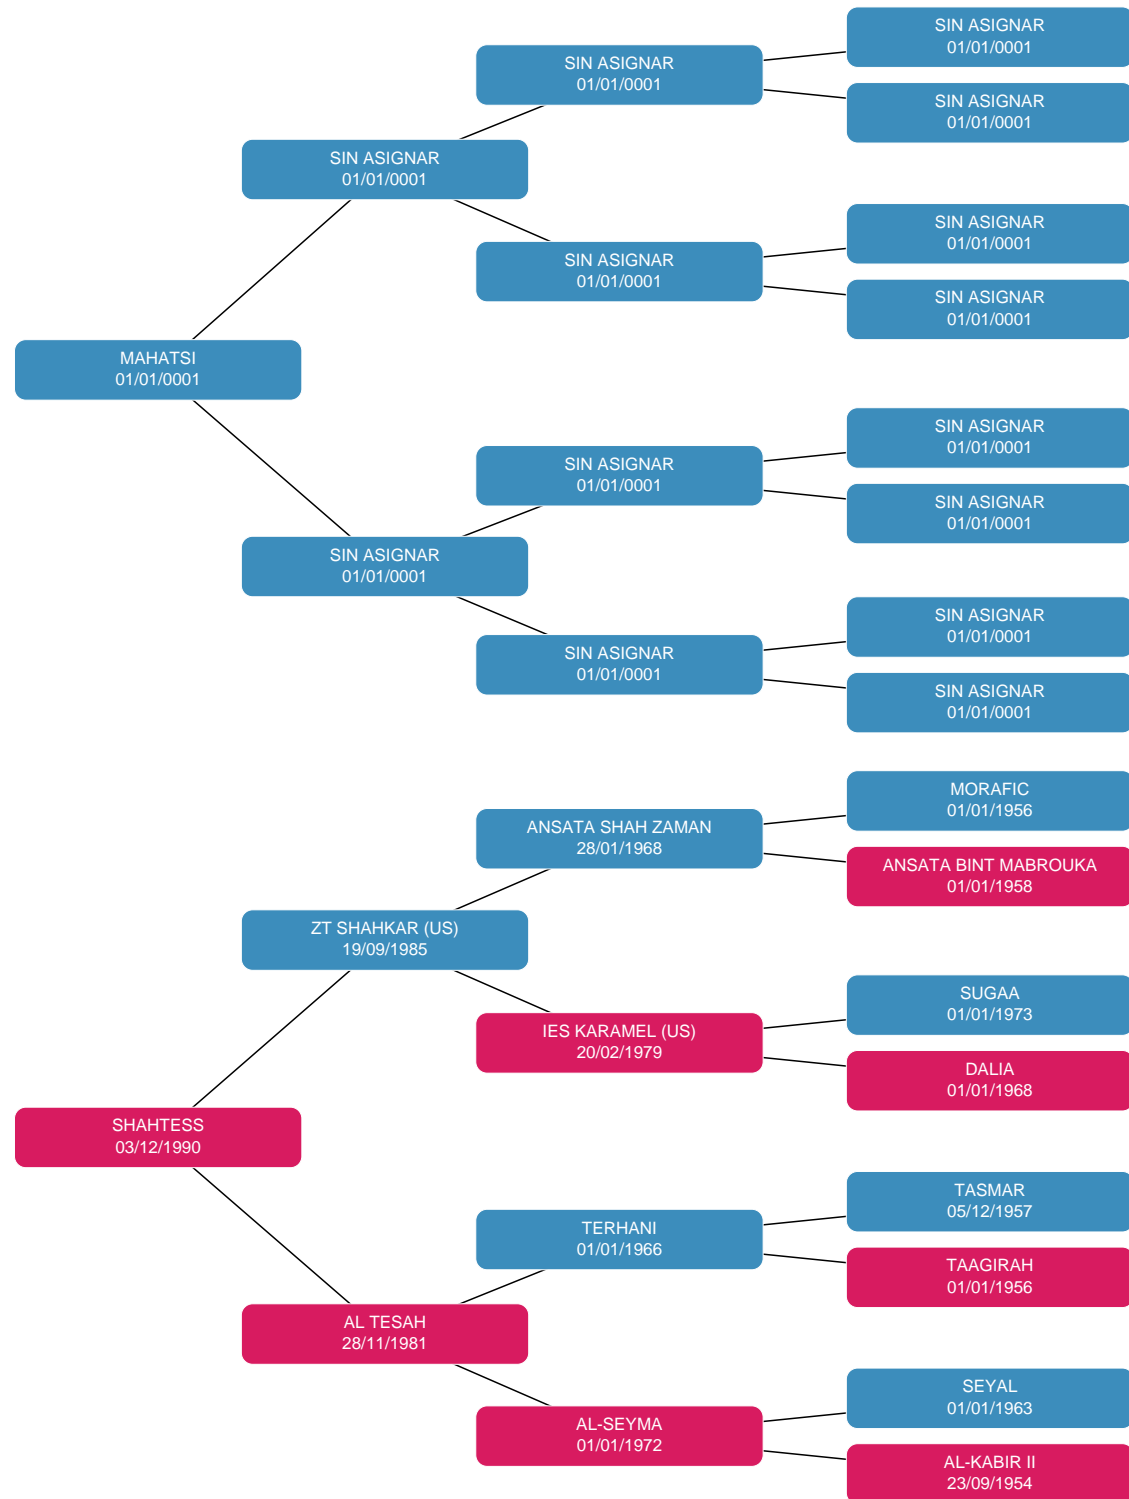 SIN ASIGNAR
01/01/0001
SIN ASIGNAR
01/01/0001
SIN ASIGNAR
01/01/0001
SIN ASIGNAR
01/01/0001
SIN ASIGNAR
01/01/0001
SIN ASIGNAR
01/01/0001
SIN ASIGNAR
01/01/0001
MAHATSI
01/01/0001
SIN ASIGNAR
01/01/0001
SIN ASIGNAR
01/01/0001
SIN ASIGNAR
01/01/0001
SIN ASIGNAR
01/01/0001
SIN ASIGNAR
01/01/0001
SIN ASIGNAR
01/01/0001
SIN ASIGNAR
01/01/0001
MORAFIC
01/01/1956
ANSATA SHAH ZAMAN
28/01/1968
ANSATA BINT MABROUKA
01/01/1958
ZT SHAHKAR (US)
19/09/1985
SUGAA
01/01/1973
IES KARAMEL (US)
20/02/1979
DALIA
01/01/1968
SHAHTESS
03/12/1990
TASMAR
05/12/1957
TERHANI
01/01/1966
TAAGIRAH
01/01/1956
AL TESAH
28/11/1981
SEYAL
01/01/1963
AL-SEYMA
01/01/1972
AL-KABIR II
23/09/1954